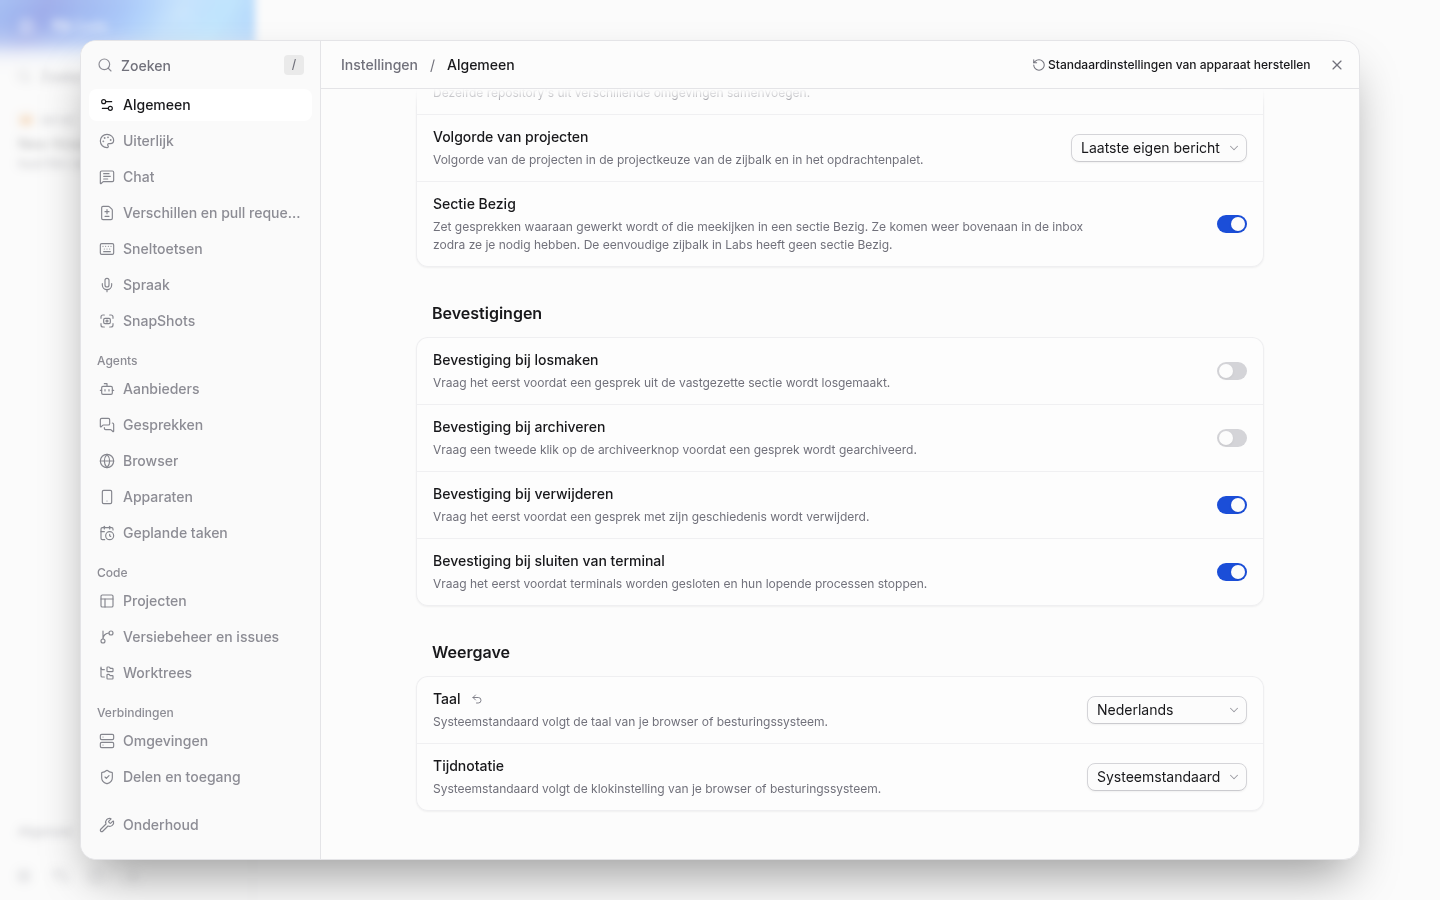 Zoeken
/
Algemeen
Uiterlijk
Chat
Verschillen en pull reque...
Sneltoetsen
Spraak
SnapShots
Agents
Aanbieders
Gesprekken
Browser
Apparaten
Geplande taken
Code
Projecten
Versiebeheer en issues
Worktrees
Verbindingen
Omgevingen
Delen en toegang
Onderhoud
Instellingen / Algemeen
Standaardinstellingen van apparaat herstellen
Dezelfde repository's uit verschillende omgevingen samenvoegen.
Volgorde van projecten
Volgorde van de projecten in de projectkeuze van de zijbalk en in het opdrachtenpalet.
Laatste eigen bericht
Sectie Bezig
Zet gesprekken waaraan gewerkt wordt of die meekijken in een sectie Bezig. Ze komen weer bovenaan in de inbox
zodra ze je nodig hebben. De eenvoudige zijbalk in Labs heeft geen sectie Bezig.
Bevestigingen
Bevestiging bij losmaken
Vraag het eerst voordat een gesprek uit de vastgezette sectie wordt losgemaakt.
Bevestiging bij archiveren
Vraag een tweede klik op de archiveerknop voordat een gesprek wordt gearchiveerd.
Bevestiging bij verwijderen
Vraag het eerst voordat een gesprek met zijn geschiedenis wordt verwijderd.
Bevestiging bij sluiten van terminal
Vraag het eerst voordat terminals worden gesloten en hun lopende processen stoppen.
Weergave
Taal
Systeemstandaard volgt de taal van je browser of besturingssysteem.
Nederlands
Tijdnotatie
Systeemstandaard volgt de klokinstelling van je browser of besturingssysteem.
Systeemstandaard